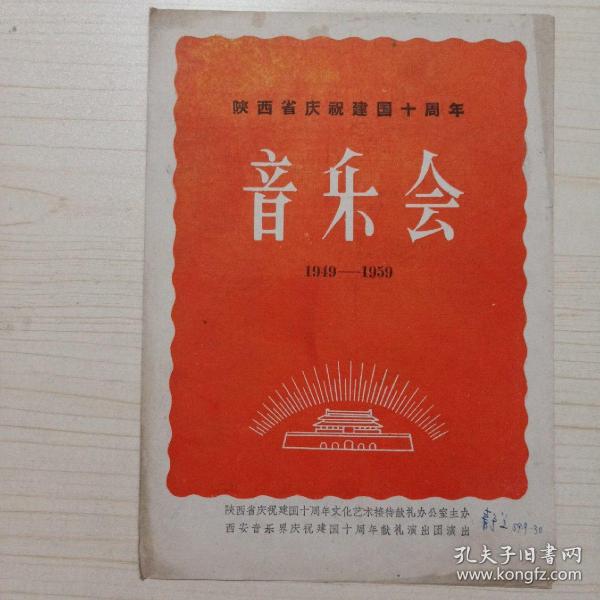 陕西省庆祝建国十周年
音乐会
1949——1959
陕西省庆祝建国十周年文化艺术接待献礼办公室主办
西安音乐界庆祝建国十周年献礼演出团演出
59.9-30
孔夫子旧书网
www.kongfz.com